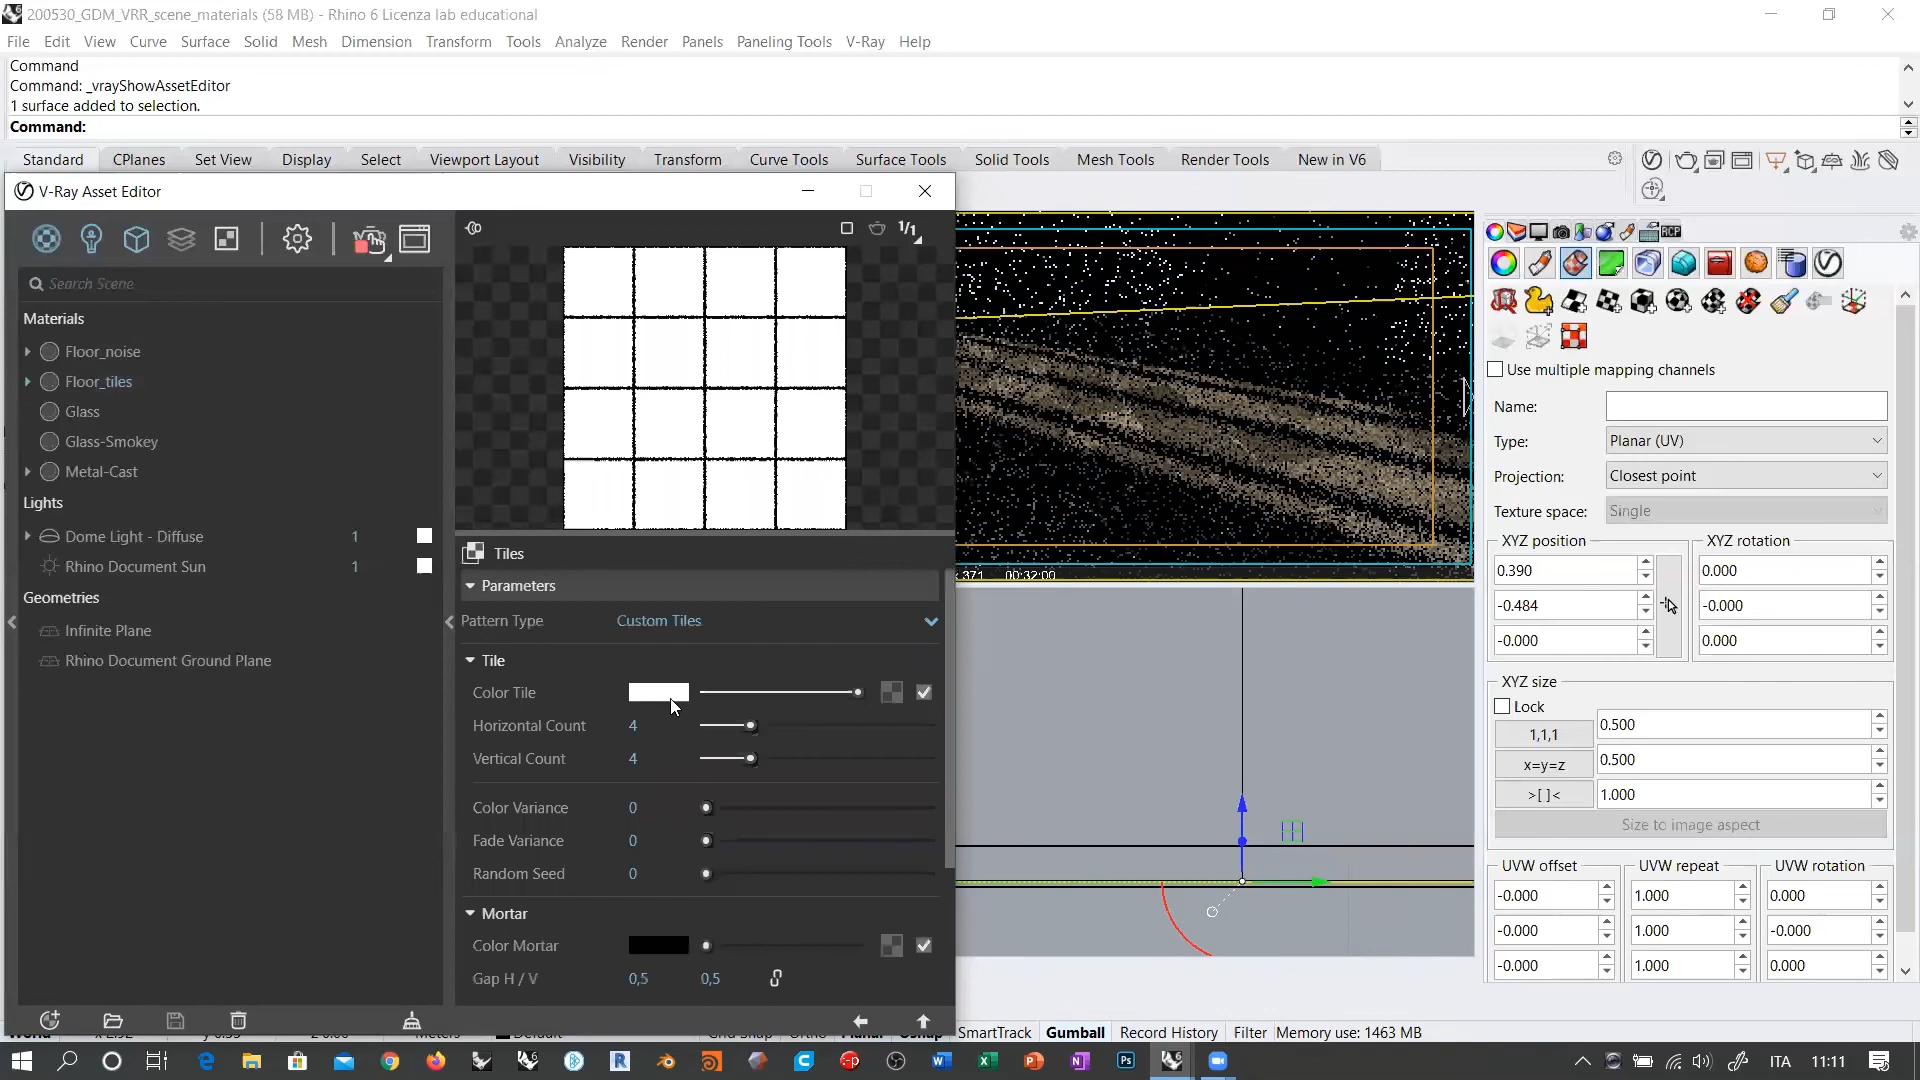 200530_GDM_VRR_scene_materials (58 MB) - Rhino 6 Licenza lab educational
File Edit View Curve Surface Solid Mesh Dimension Transform Tools Analyze Render Panels Paneling Tools V-Ray Help
Command
Command: _vrayShowAssetEditor
1 surface added to selection.
Command:
Standard CPlanes Set View Display Select Viewport Layout Visibility Transform Curve Tools Surface Tools Solid Tools Mesh Tools Render Tools Drafting New in V6
V-Ray Asset Editor
1/1
RCP
Search Scene
Materials
Floor_noise
Floor_tiles
Glass
Glass-Smokey
Metal-Cast
Lights
Dome Light - Diffuse 1
Rhino Document Sun 1
Geometries
Infinite Plane
Rhino Document Ground Plane
Tiles
Parameters
Pattern Type Custom Tiles
Tile
Color Tile
Horizontal Count 4
Vertical Count 4
Color Variance 0
Fade Variance 0
Random Seed 0
Mortar
Color Mortar
Gap H / V 0,5 0,5
371 00:32:00
Use multiple mapping channels
Name:
Type: Planar (UV)
Projection: Closest point
Texture space: Single
XYZ position XYZ rotation
0.390 0.000
-0.484 -0.000
-0.000 0.000
XYZ size
Lock 0.500
1,1,1
x=y=z 0.500
>[ ]< 1.000
Size to image aspect
UVW offset UVW repeat UVW rotation
-0.000 1.000 0.000
-0.000 1.000 -0.000
-0.000 1.000 0.000
SmartTrack Gumball Record History Filter Memory use: 1463 MB
ITA 11:11